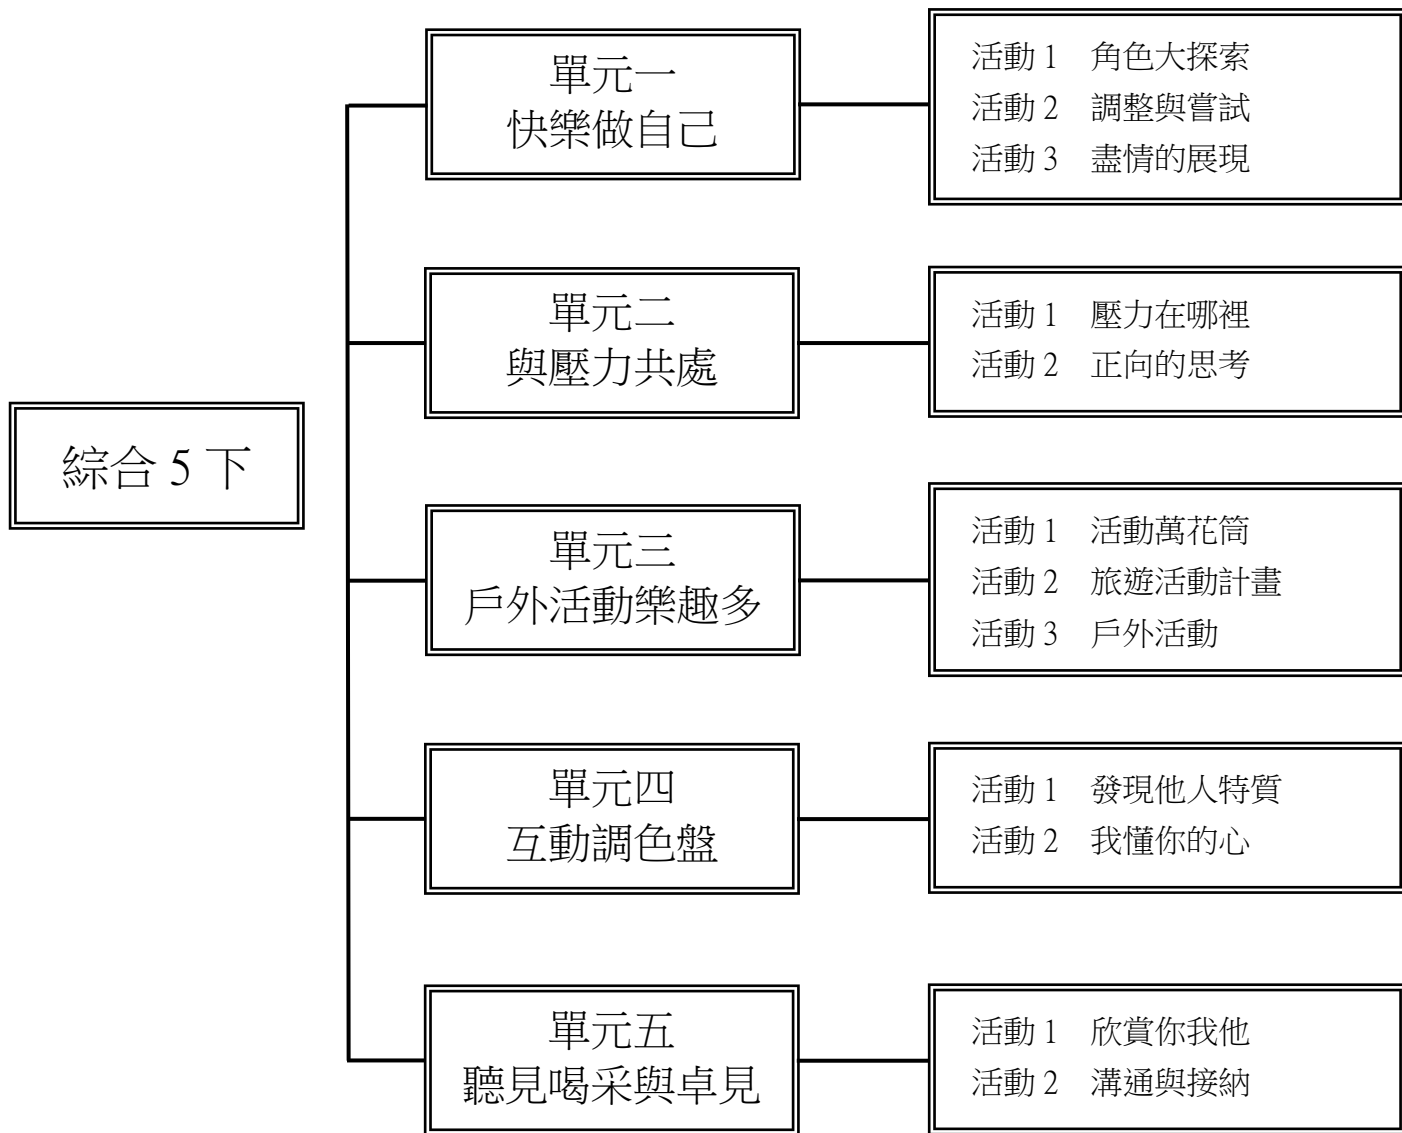 綜合 5 下
單元一
快樂做自己
活動 1　角色大探索
活動 2　調整與嘗試
活動 3　盡情的展現
單元二
與壓力共處
活動 1　壓力在哪裡
活動 2　正向的思考
單元三
戶外活動樂趣多
活動 1　活動萬花筒
活動 2　旅遊活動計畫
活動 3　戶外活動
單元四
互動調色盤
活動 1　發現他人特質
活動 2　我懂你的心
單元五
聽見喝采與卓見
活動 1　欣賞你我他
活動 2　溝通與接納